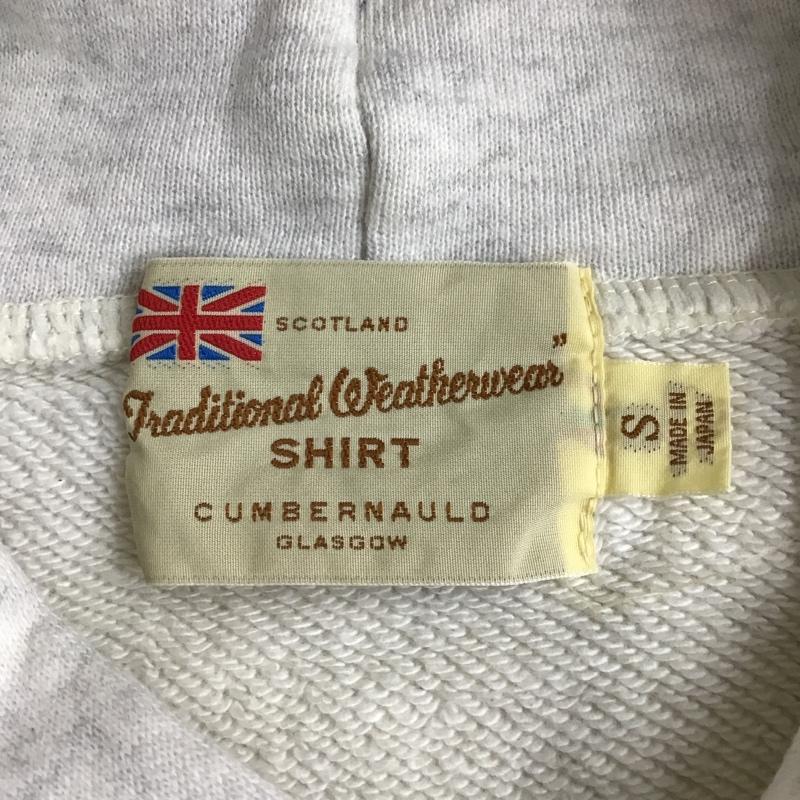 SCOTLAND
Traditional Weatherwear”
SHIRT
CUMBERNAULD
GLASGOW
S
MADE IN
JAPAN